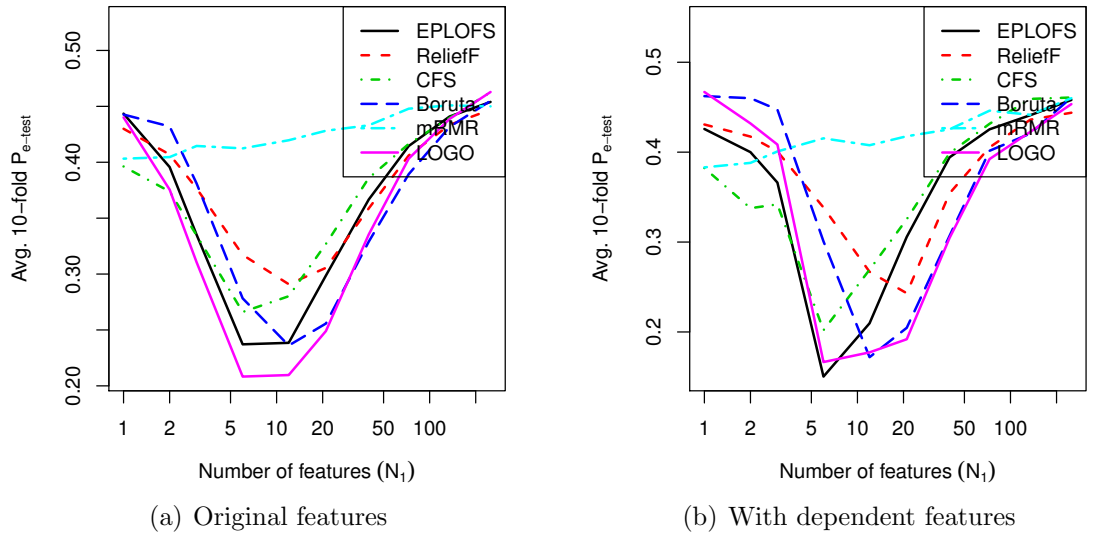 EPLOFS
ReliefF
CFS
Boruta
mRMR
LOGO
0.50
0.40
0.30
0.20
Avg. 10−fold Pe−test
1 2 5 10 20 50 100
Number of features (N1)
(a) Original features
EPLOFS
ReliefF
CFS
Boruta
mRMR
LOGO
0.5
0.4
0.3
0.2
Avg. 10−fold Pe−test
1 2 5 10 20 50 100
Number of features (N1)
(b) With dependent features